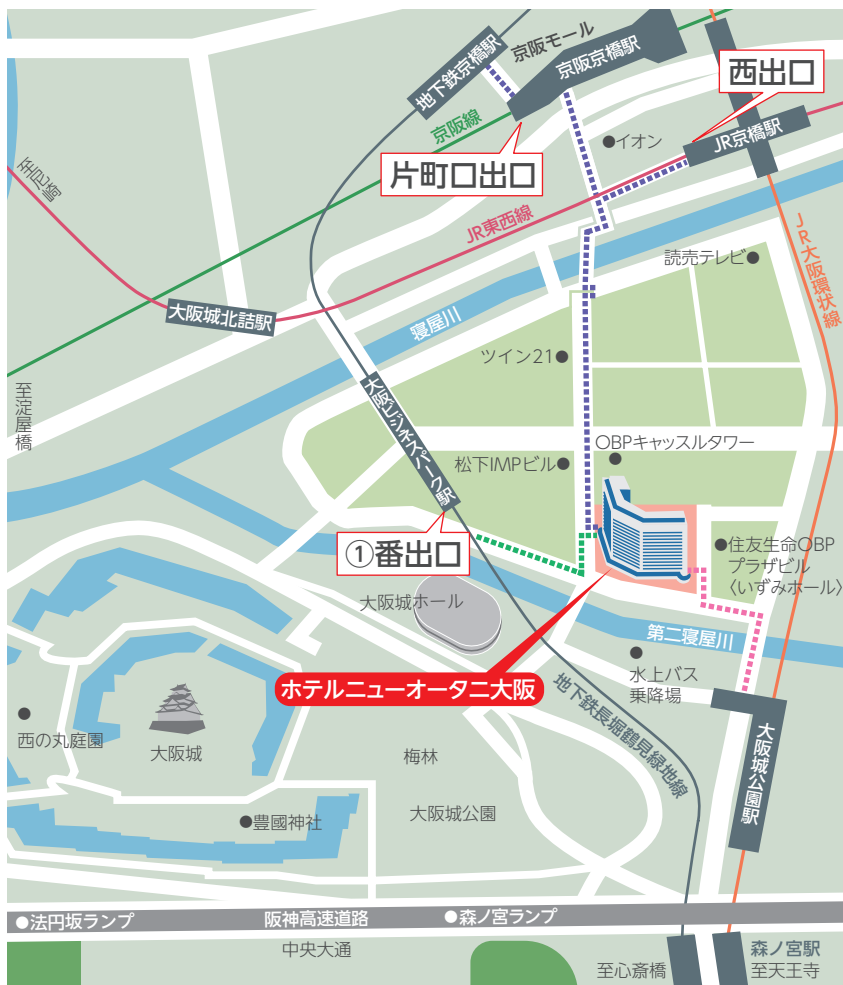 京阪モール
地下鉄京橋駅
京阪京橋駅
西出口
京阪線
片町口出口
イオン
JR京橋駅
至尼崎
JR東西線
JR大阪環状線
読売テレビ
大阪城北詰駅
寝屋川
ツイン21
至淀屋橋
大阪ビジネスパーク駅
OBPキャッスルタワー
松下IMPビル
①番出口
住友生命OBP
プラザビル
〈いずみホール〉
大阪城ホール
第二寝屋川
水上バス
乗降場
ホテルニューオータニ大阪
地下鉄長堀鶴見緑地線
西の丸庭園
大阪城
梅林
大阪城公園駅
大阪城公園
豊國神社
法円坂ランプ
阪神高速道路
森ノ宮ランプ
中央大通
森ノ宮駅
至心斎橋
至天王寺